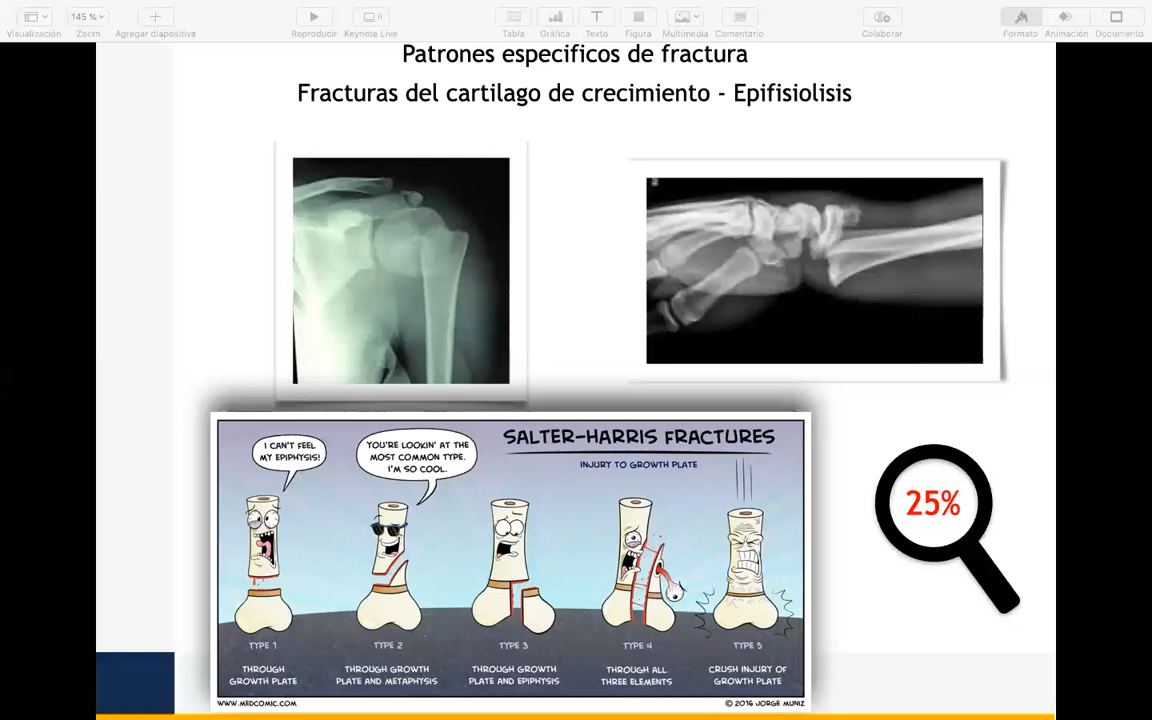 145 %
Visualización
Zoom
Agregar diapositiva
Reproducir
Keynote Live
Tabla
Gráfica
Texto
Figura
Multimedia
Comentario
Colaborar
Formato
Animación
Documento
Patrones especificos de fractura
Fracturas del cartilago de crecimiento - Epifisiolisis
I CAN'T FEEL
MY EPIPHYSIS!
YOU'RE LOOKIN' AT THE
MOST COMMON TYPE.
I'M SO COOL.
SALTER-HARRIS FRACTURES
INJURY TO GROWTH PLATE
25%
TYPE 1
THROUGH
GROWTH PLATE
TYPE 2
THROUGH GROWTH
PLATE AND METAPHYSIS
TYPE 3
THROUGH GROWTH
PLATE AND EPIPHYSIS
TYPE 4
THROUGH ALL
THREE ELEMENTS
TYPE 5
CRUSH INJURY OF
GROWTH PLATE
WWW.MEDCOMIC.COM
© 2016 JORGE MUNIZ